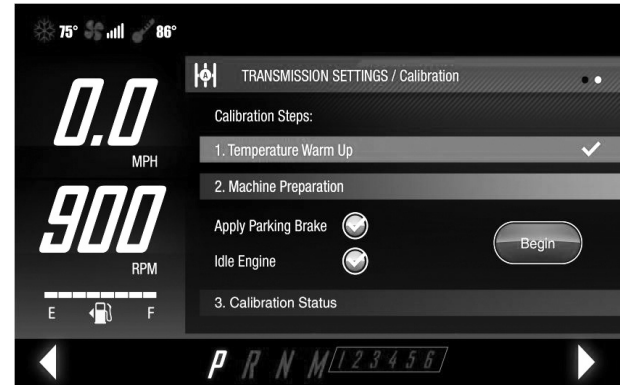 75° 86°
TRANSMISSION SETTINGS / Calibration
0.0
MPH
Calibration Steps:
1. Temperature Warm Up
2. Machine Preparation
900
RPM
Apply Parking Brake
Idle Engine
Begin
3. Calibration Status
E F
P R N M 1 2 3 4 5 6